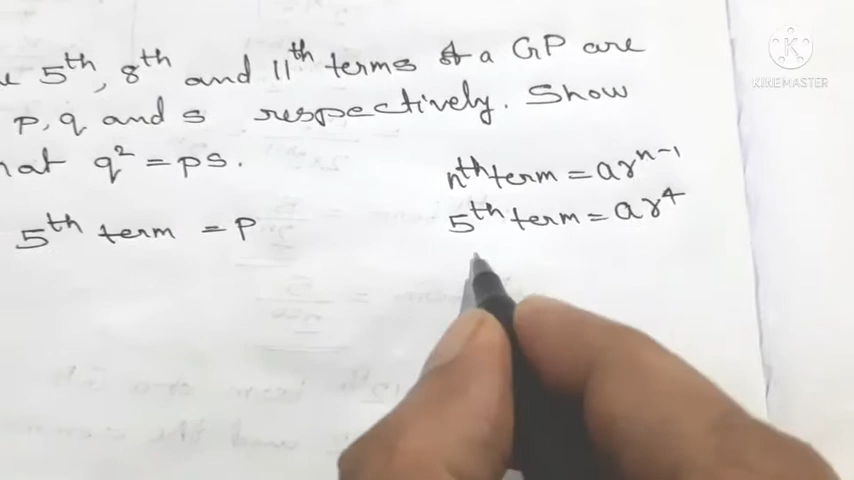 5th, 8th and 11th terms of a GP are
p, q and s respectively. Show
q² = ps.
nth term = arⁿ⁻¹
5th term = p
5th term = ar⁴
KINEMASTER